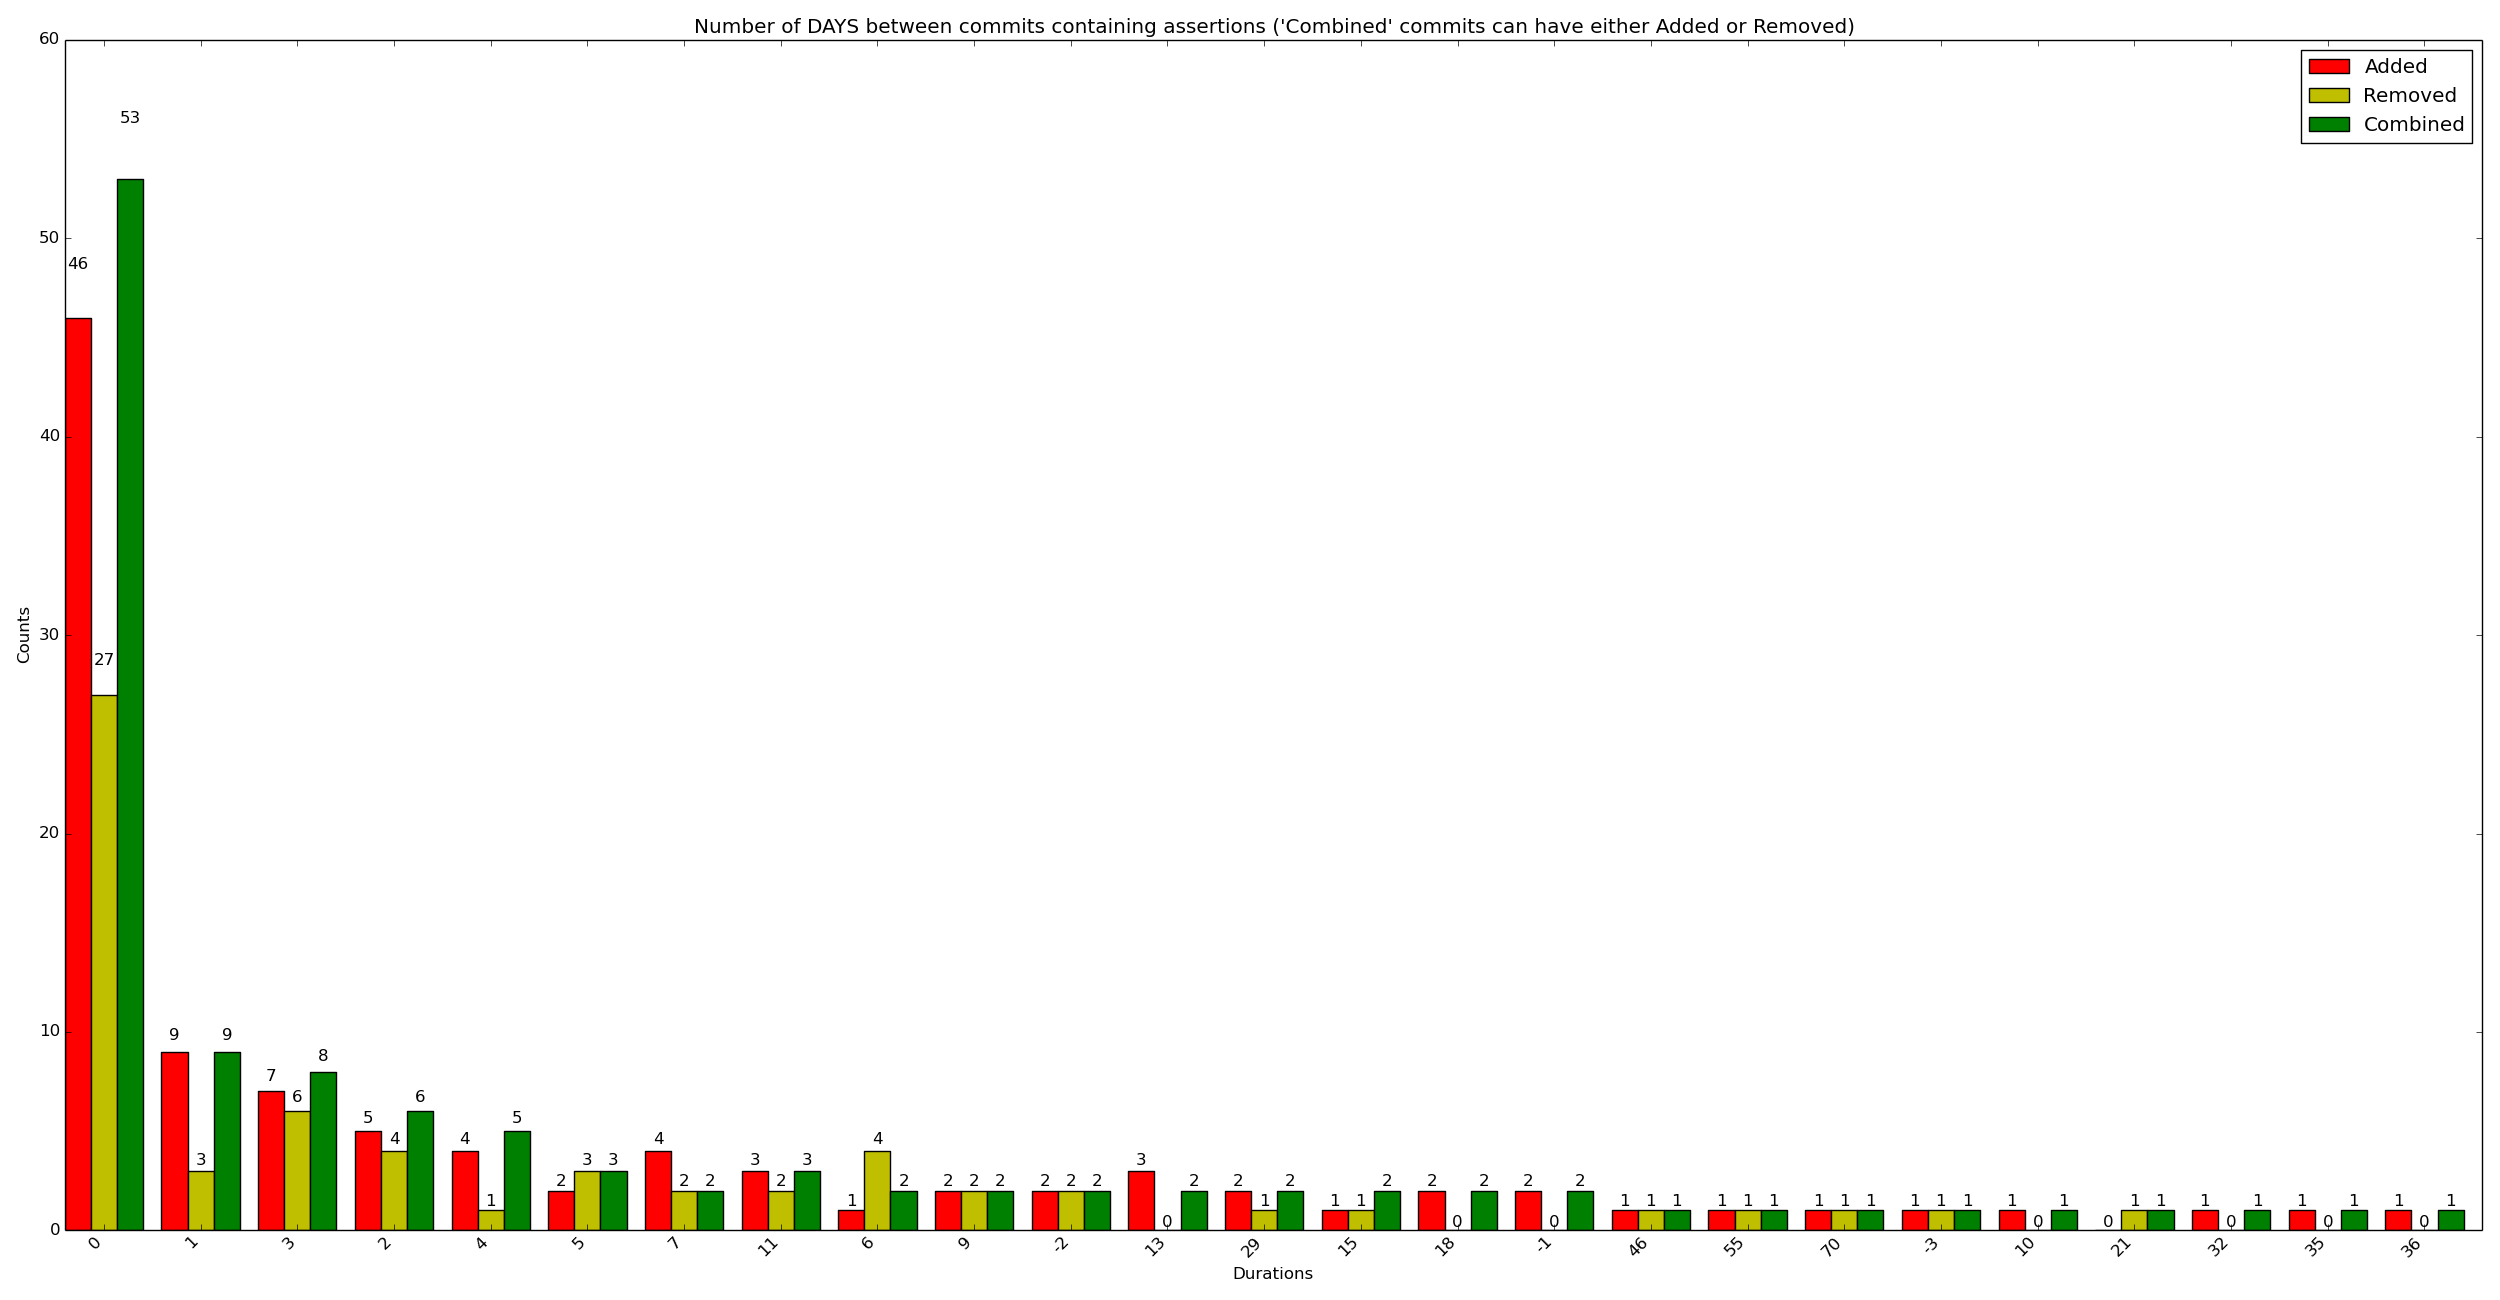 Number of DAYS between commits containing assertions ('Combined' commits can have either Added or Removed)
Added
Removed
Combined
Counts
60
50
40
30
20
10
0
46 27 53
9 3 9
7 6 8
5 4 6
4 1 5
2 3 3
4 2 2
3 2 3
1 4 2
2 2 2
2 2 2
3 0 2
2 1 2
1 1 2
2 0 2
2 0 2
1 1 1
1 1 1
1 1 1
1 1 1
1 0 1
0 1 1
1 0 1
1 0 1
1 0 1
0 1 3 2 4 5 7 11 6 9 -2 13 29 15 18 -1 46 55 70 -3 10 21 32 35 36
Durations